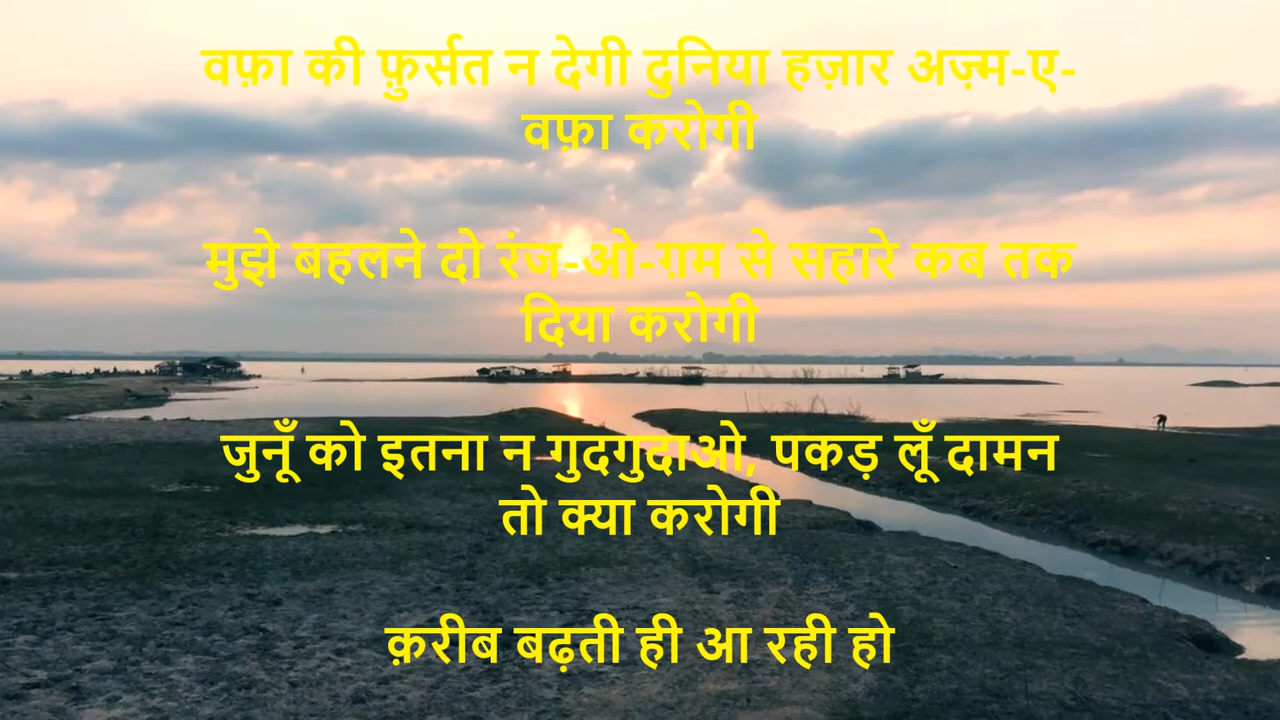 वफ़ा की फ़ुर्सत न देगी दुनिया हज़ार अज़्म-ए-
वफ़ा करोगी
मुझे बहलने दो रंज-ओ-ग़म से सहारे कब तक
दिया करोगी
जुनूँ को इतना न गुदगुदाओ, पकड़ लूँ दामन
तो क्या करोगी
क़रीब बढ़ती ही आ रही हो